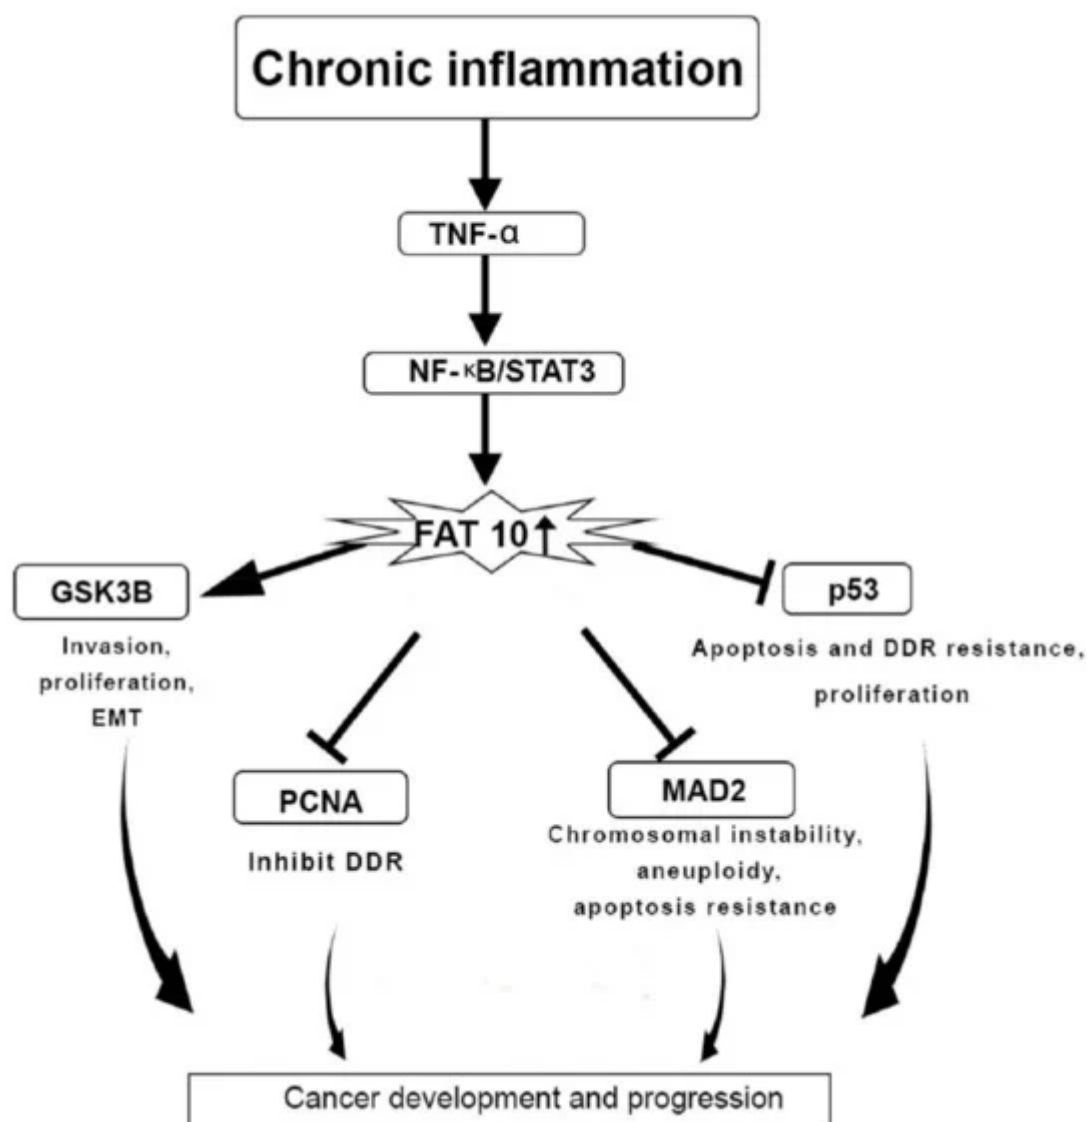 Chronic inflammation
TNF-α
NF-κB/STAT3
FAT 10↑
GSK3B
Invasion,
proliferation,
EMT
p53
Apoptosis and DDR resistance,
proliferation
PCNA
Inhibit DDR
MAD2
Chromosomal instability,
aneuploidy,
apoptosis resistance
Cancer development and progression